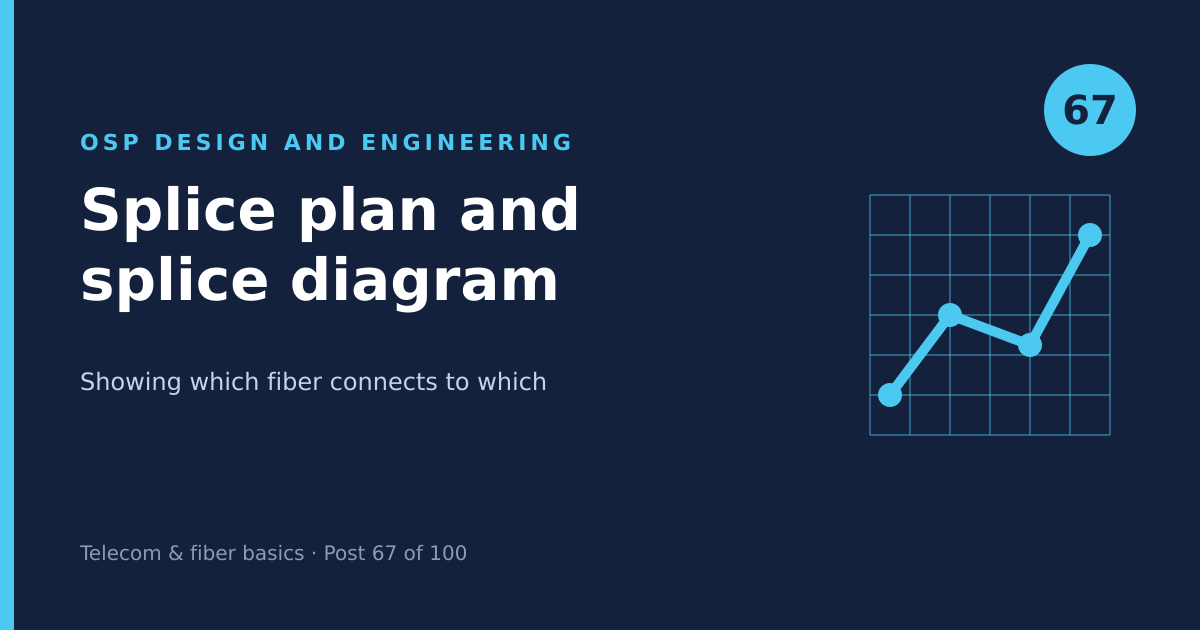 67
OSP DESIGN AND ENGINEERING
Splice plan and
splice diagram
Showing which fiber connects to which
Telecom & fiber basics · Post 67 of 100